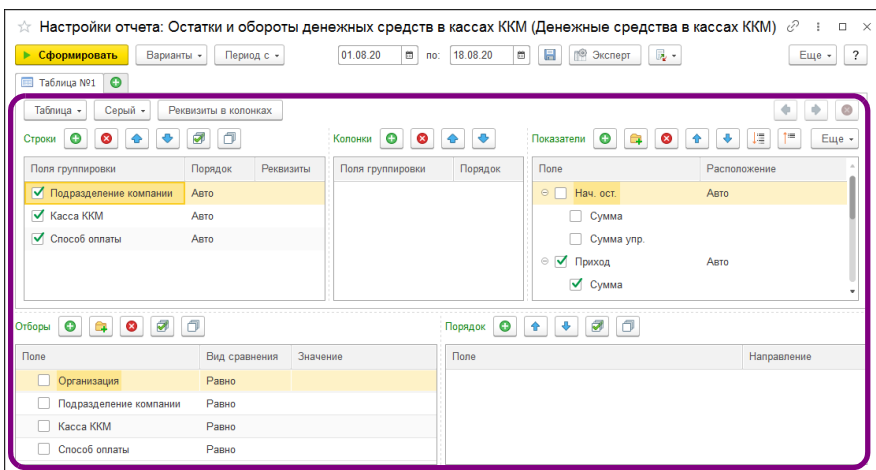 Настройки отчета: Остатки и обороты денежных средств в кассах ККМ (Денежные средства в кассах ККМ)
Сформировать Варианты Период с 01.08.20 по: 18.08.20 Эксперт Еще ?
Таблица №1
Таблица Серый Реквизиты в колонках
Строки Колонки Показатели Еще
Поля группировки Порядок Реквизиты Поля группировки Порядок Поле Расположение
Подразделение компании Авто Нач. ост. Авто
Касса ККМ Авто Сумма
Способ оплаты Авто Сумма упр.
Приход Авто
Сумма
Отборы Порядок
Поле Вид сравнения Значение Поле Направление
Организация Равно
Подразделение компании Равно
Касса ККМ Равно
Способ оплаты Равно